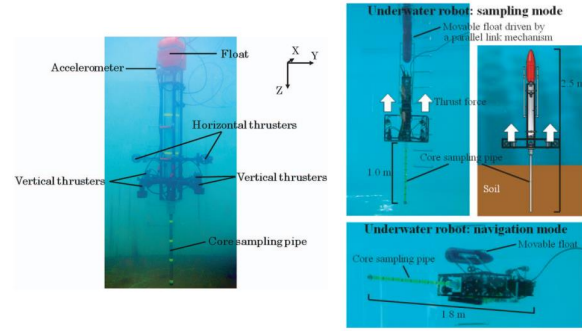 Float
Accelerometer
X
Y
Z
Horizontal thrusters
Vertical thrusters
Vertical thrusters
Core sampling pipe
Underwater robot: sampling mode
Movable float driven by
a parallel link mechanism
Thrust force
2.5 m
Core sampling pipe
1.0 m
Soil
Underwater robot: navigation mode
Movable float
Core sampling pipe
1.8 m